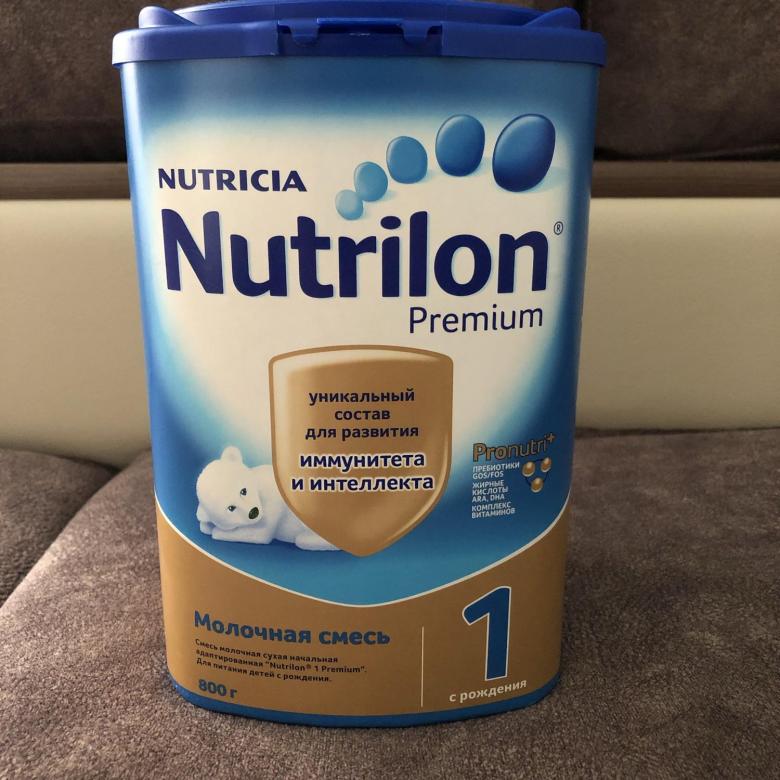 NUTRICIA
Nutrilon®
Premium
уникальный
состав
для развития
иммунитета
и интеллекта
Pronutri+
ПРЕБИОТИКИ
GOS/FOS
ЖИРНЫЕ
КИСЛОТЫ
ARA, DHA
КОМПЛЕКС
ВИТАМИНОВ
Молочная смесь
Смесь молочная сухая начальная
адаптированная "Nutrilon® 1 Premium".
Для питания детей с рождения.
800 г
1
с рождения